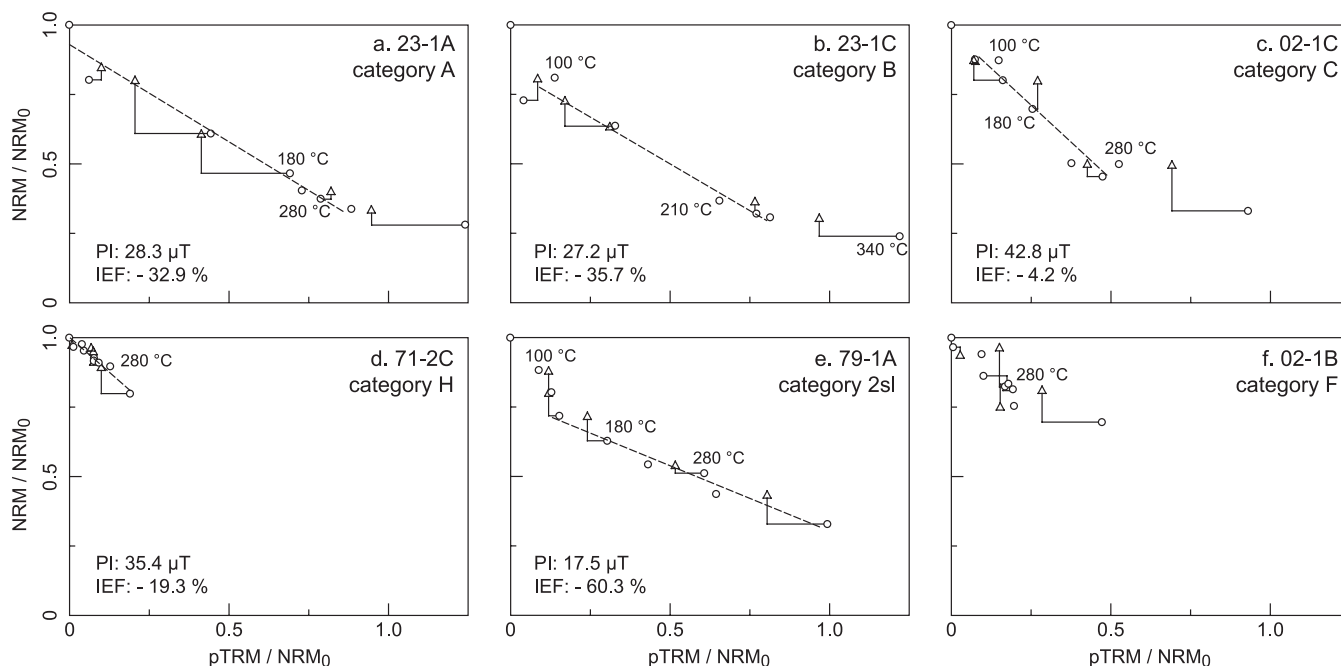 1.0
0.5
0
NRM / NRM₀
a. 23-1A
category A
180 °C
280 °C
PI: 28.3 µT
IEF: - 32.9 %
b. 23-1C
category B
100 °C
210 °C
340 °C
PI: 27.2 µT
IEF: - 35.7 %
c. 02-1C
category C
100 °C
180 °C
280 °C
PI: 42.8 µT
IEF: - 4.2 %
1.0
0.5
0
NRM / NRM₀
d. 71-2C
category H
280 °C
PI: 35.4 µT
IEF: - 19.3 %
0 0.5 1.0
pTRM / NRM₀
e. 79-1A
category 2sl
100 °C
180 °C
280 °C
PI: 17.5 µT
IEF: - 60.3 %
0 0.5 1.0
pTRM / NRM₀
f. 02-1B
category F
280 °C
0 0.5 1.0
pTRM / NRM₀